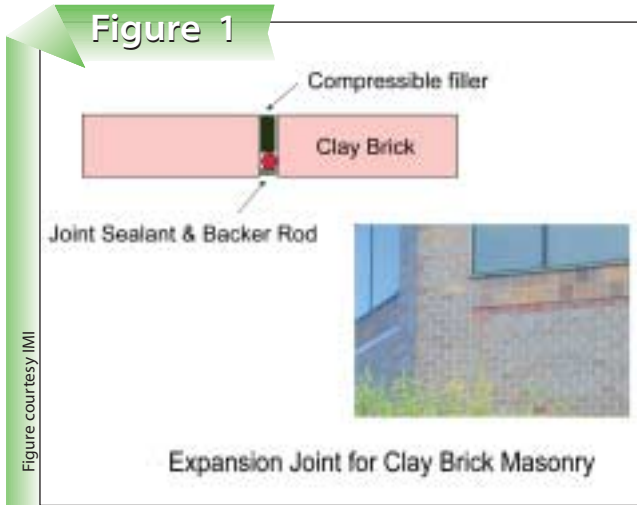 Figure 1
Compressible filler
Clay Brick
Joint Sealant & Backer Rod
Figure courtesy IMI
Expansion Joint for Clay Brick Masonry